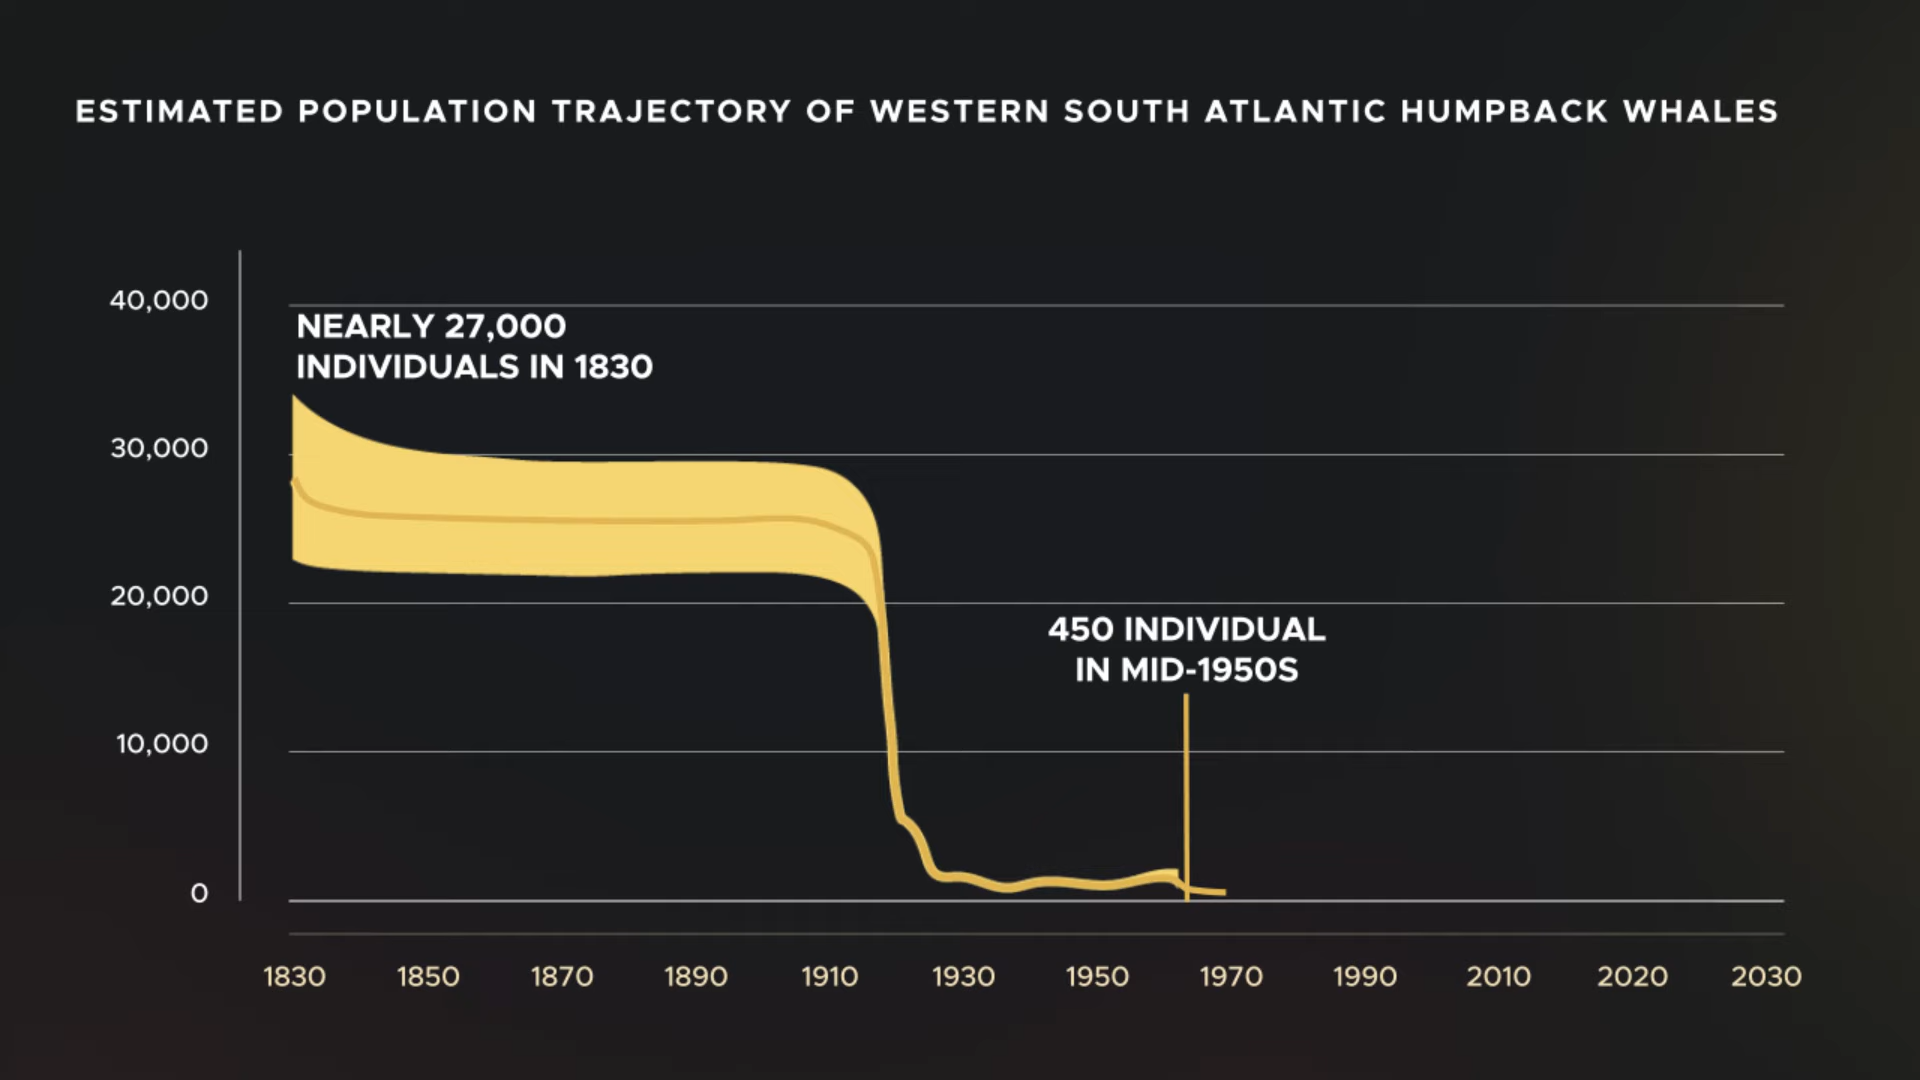 ESTIMATED POPULATION TRAJECTORY OF WESTERN SOUTH ATLANTIC HUMPBACK WHALES
40,000
NEARLY 27,000
INDIVIDUALS IN 1830
30,000
20,000
450 INDIVIDUAL
IN MID-1950S
10,000
0
1830 1850 1870 1890 1910 1930 1950 1970 1990 2010 2020 2030